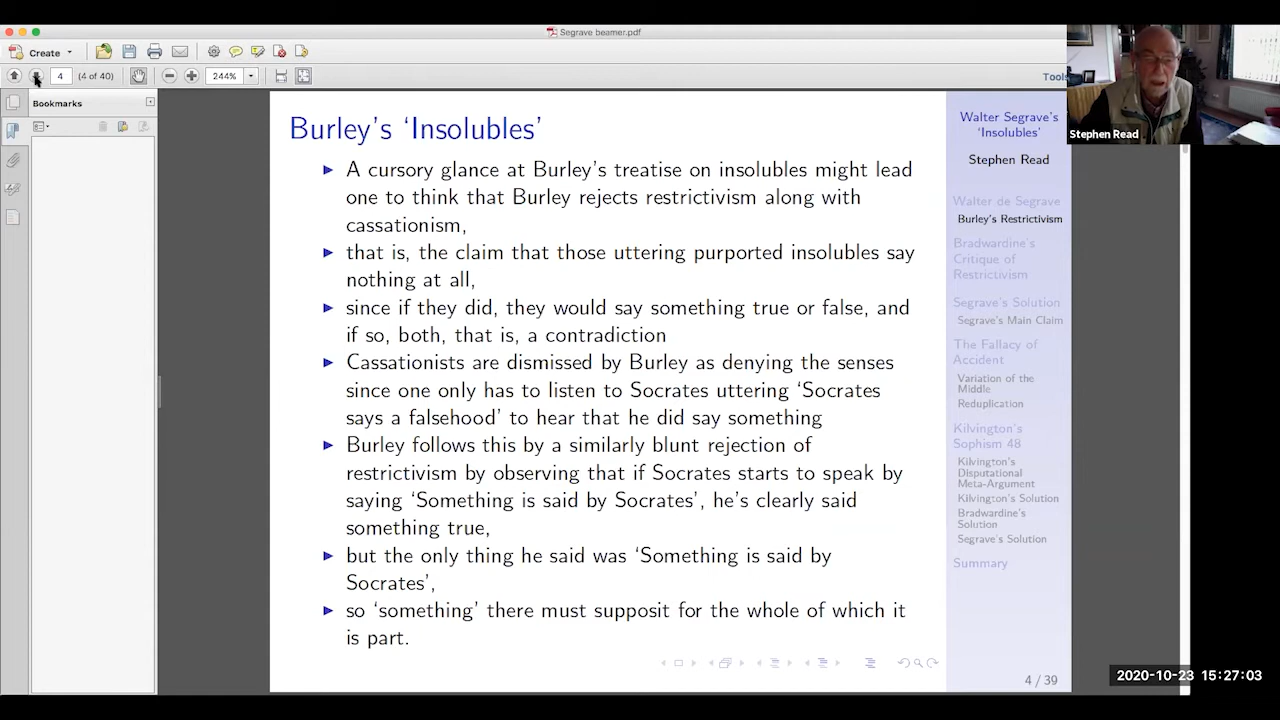 Segrave beamer.pdf
Create
4 (4 of 40) 244% Tools
Bookmarks
Stephen Read
Burley's 'Insolubles'
A cursory glance at Burley's treatise on insolubles might lead
one to think that Burley rejects restrictivism along with
cassationism,
that is, the claim that those uttering purported insolubles say
nothing at all,
since if they did, they would say something true or false, and
if so, both, that is, a contradiction
Cassationists are dismissed by Burley as denying the senses
since one only has to listen to Socrates uttering 'Socrates
says a falsehood' to hear that he did say something
Burley follows this by a similarly blunt rejection of
restrictivism by observing that if Socrates starts to speak by
saying 'Something is said by Socrates', he's clearly said
something true,
but the only thing he said was 'Something is said by
Socrates',
so 'something' there must supposit for the whole of which it
is part.
Walter Segrave's
'Insolubles'
Stephen Read
Walter de Segrave
Burley's Restrictivism
Bradwardine's
Critique of
Restrictivism
Segrave's Solution
Segrave's Main Claim
The Fallacy of
Accident
Variation of the
Middle
Reduplication
Kilvington's
Sophism 48
Kilvington's
Disputational
Meta-Argument
Kilvington's Solution
Bradwardine's
Solution
Segrave's Solution
Summary
4 / 39
2020-10-23 15:27:03